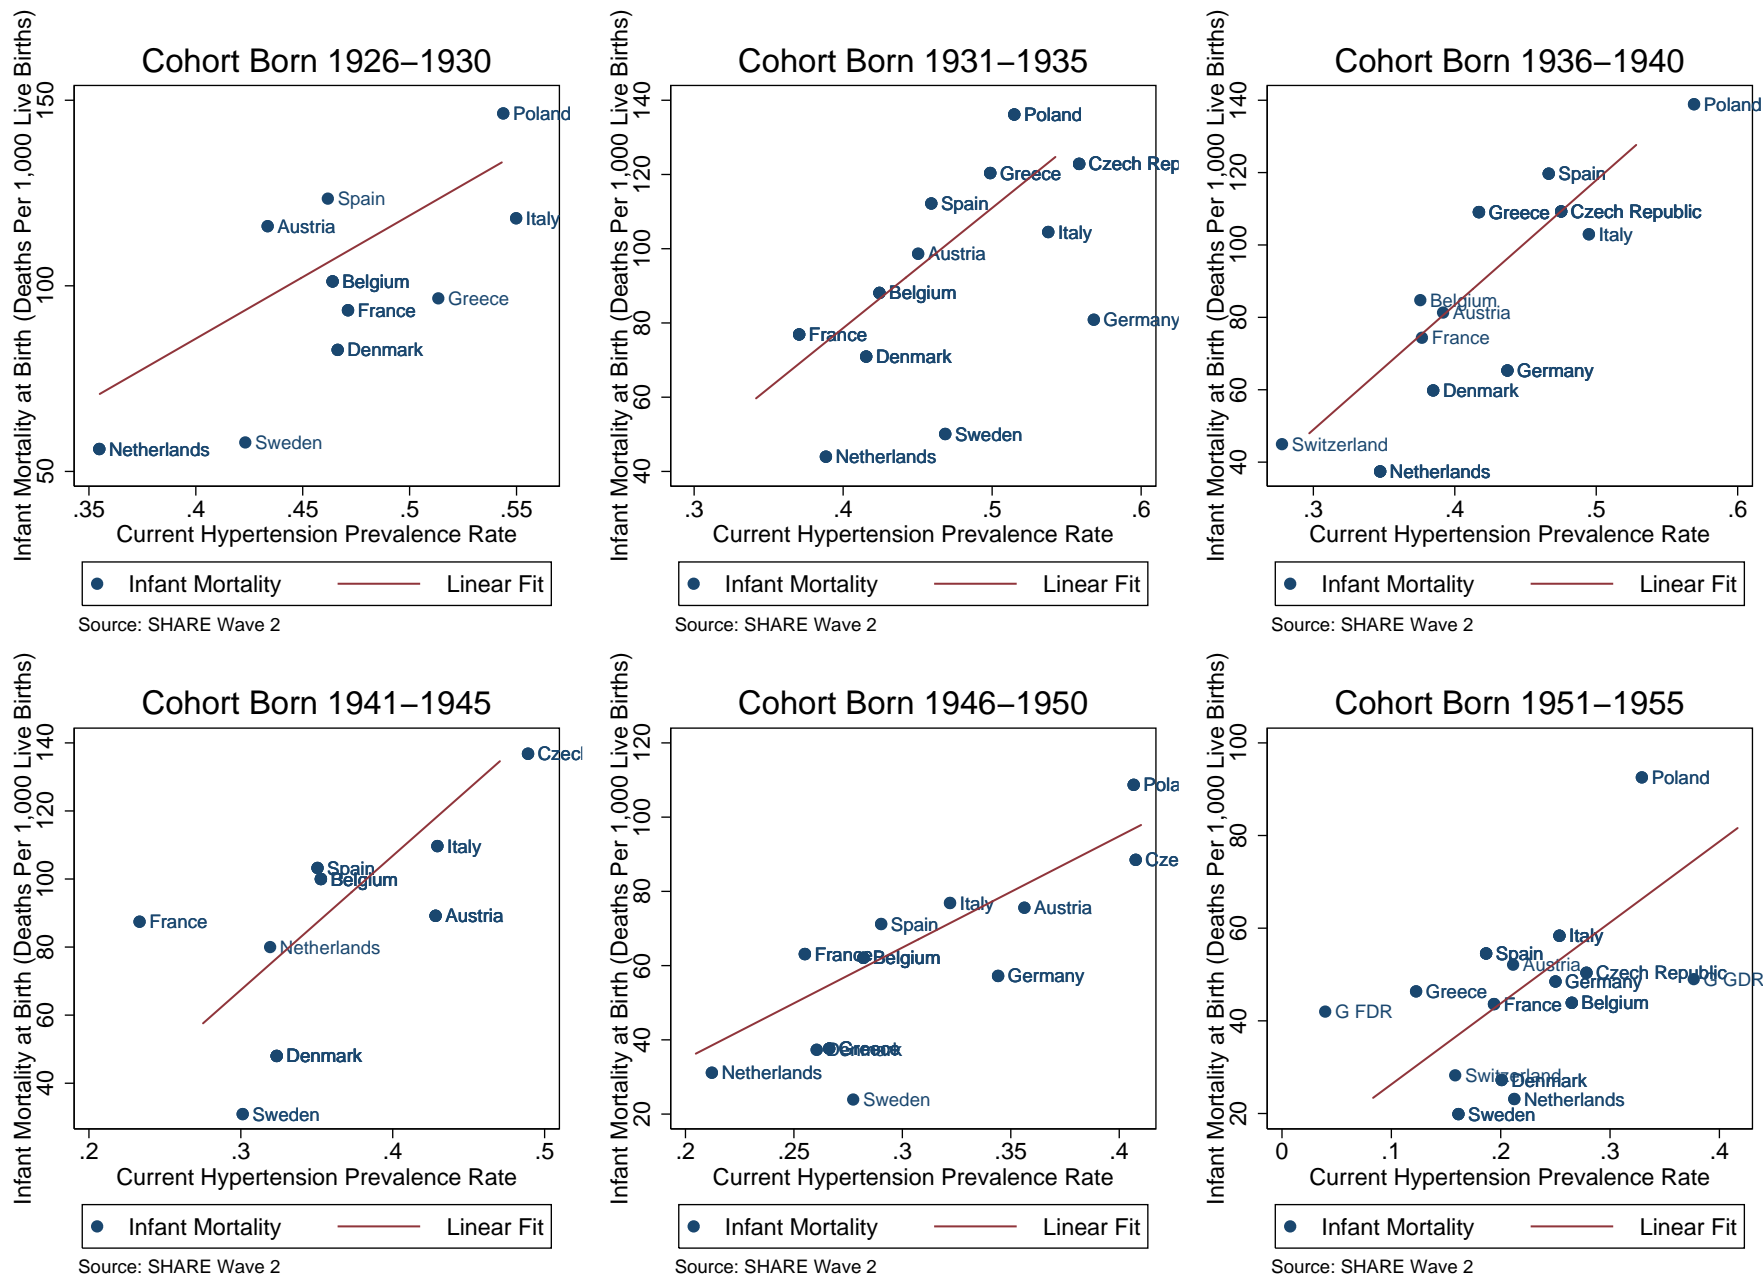 Cohort Born 1926−1930
Infant Mortality at Birth (Deaths Per 1,000 Live Births)
150
100
50
Poland
Spain
Italy
Austria
Belgium
Greece
France
Denmark
Sweden
Netherlands
.35 .4 .45 .5 .55
Current Hypertension Prevalence Rate
Infant Mortality Linear Fit
Source: SHARE Wave 2
Cohort Born 1931−1935
Infant Mortality at Birth (Deaths Per 1,000 Live Births)
140
120
100
80
60
40
Poland
Czech Rep
Greece
Spain
Italy
Austria
Belgium
Germany
France
Denmark
Sweden
Netherlands
.3 .4 .5 .6
Current Hypertension Prevalence Rate
Infant Mortality Linear Fit
Source: SHARE Wave 2
Cohort Born 1936−1940
Infant Mortality at Birth (Deaths Per 1,000 Live Births)
140
120
100
80
60
40
Poland
Spain
Greece
Czech Republic
Italy
Belgium
Austria
France
Germany
Denmark
Switzerland
Netherlands
.3 .4 .5 .6
Current Hypertension Prevalence Rate
Infant Mortality Linear Fit
Source: SHARE Wave 2
Cohort Born 1941−1945
Infant Mortality at Birth (Deaths Per 1,000 Live Births)
140
120
100
80
60
40
Czec
Italy
Spain
Belgium
Austria
France
Netherlands
Denmark
Sweden
.2 .3 .4 .5
Current Hypertension Prevalence Rate
Infant Mortality Linear Fit
Source: SHARE Wave 2
Cohort Born 1946−1950
Infant Mortality at Birth (Deaths Per 1,000 Live Births)
120
100
80
60
40
20
Pola
Cze
Italy
Austria
Spain
France
Belgium
Germany
Greece
Denmark
Netherlands
Sweden
.2 .25 .3 .35 .4
Current Hypertension Prevalence Rate
Infant Mortality Linear Fit
Source: SHARE Wave 2
Cohort Born 1951−1955
Infant Mortality at Birth (Deaths Per 1,000 Live Births)
100
80
60
40
20
Poland
Italy
Spain
Austria
Czech Republic
G GDR
Germany
Greece
France
Belgium
G FDR
Switzerland
Denmark
Netherlands
Sweden
0 .1 .2 .3 .4
Current Hypertension Prevalence Rate
Infant Mortality Linear Fit
Source: SHARE Wave 2